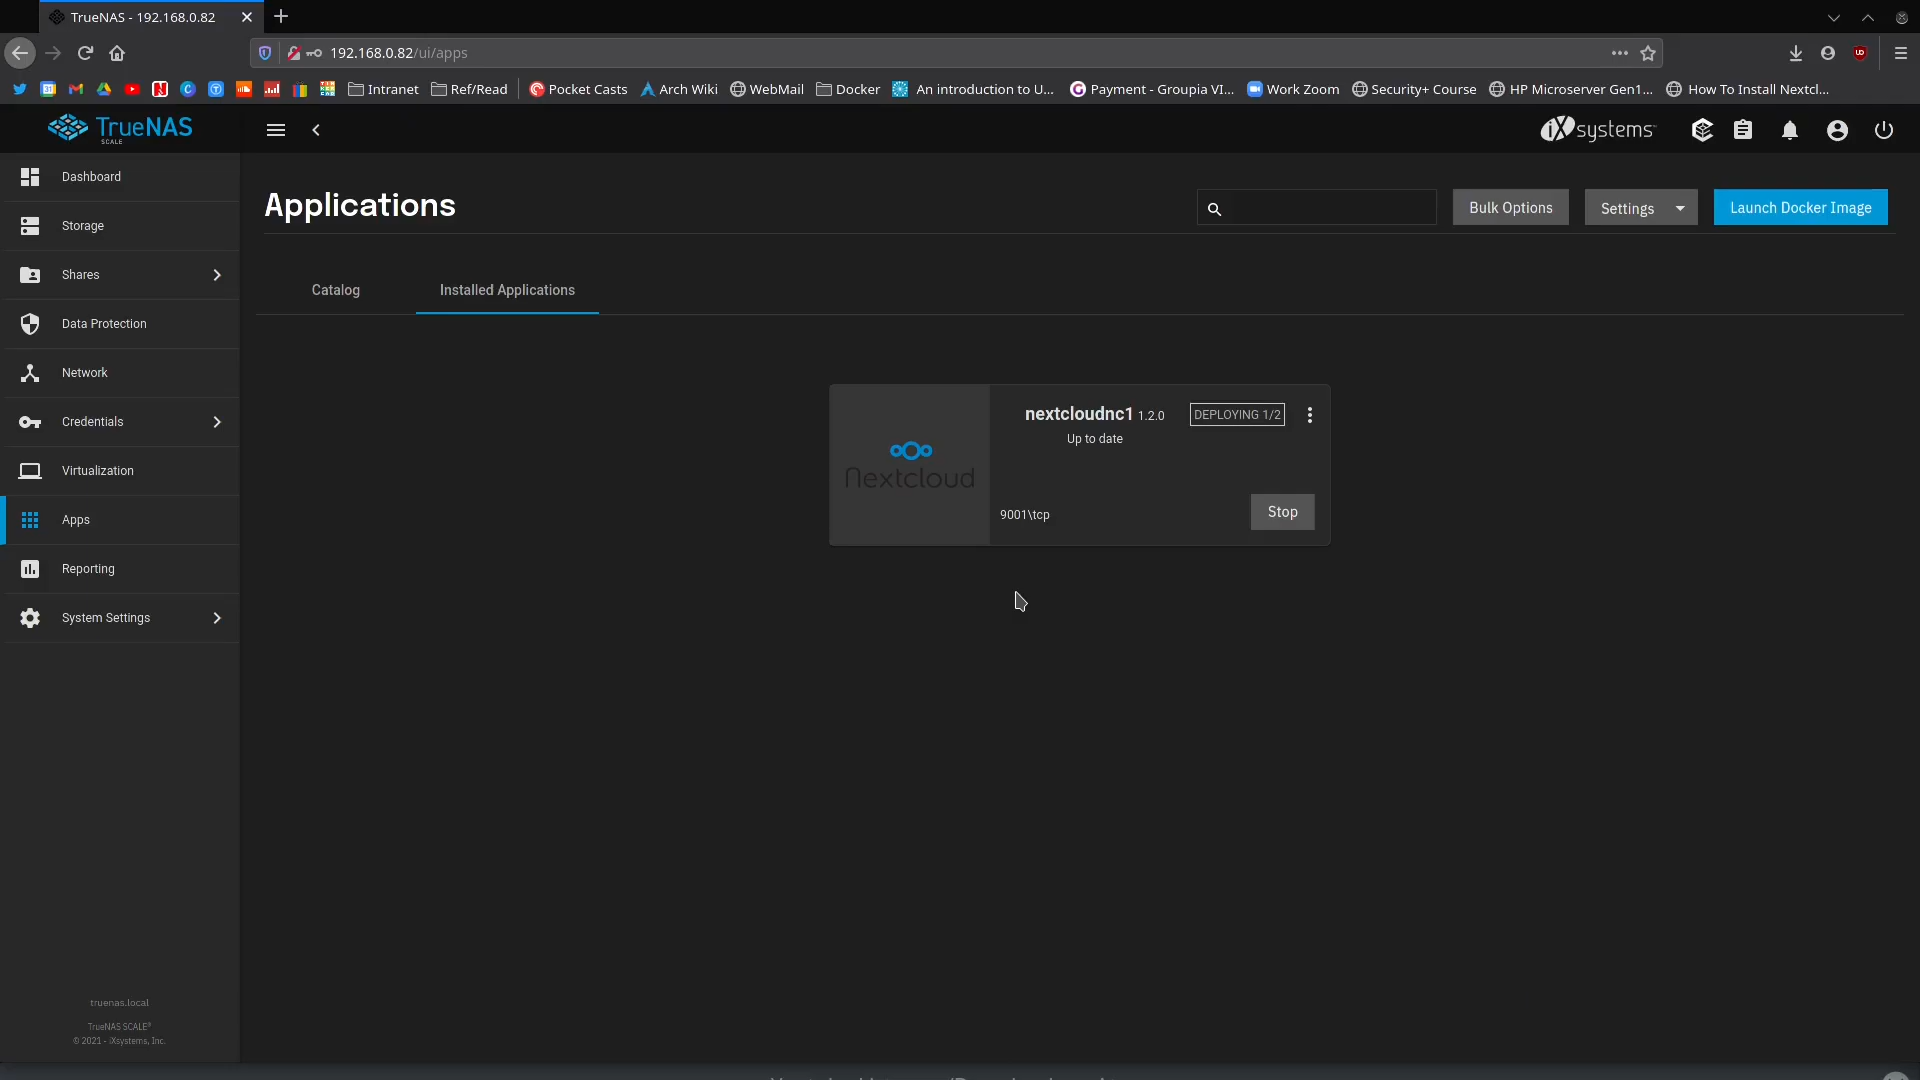 TrueNAS - 192.168.0.82
192.168.0.82/ui/apps
Intranet
Ref/Read
Pocket Casts
Arch Wiki
WebMail
Docker
An introduction to U...
Payment - Groupia VI...
Work Zoom
Security+ Course
HP Microserver Gen1...
How To Install Nextcl...
TrueNAS
SCALE
iXsystems
Dashboard
Storage
Shares
Data Protection
Network
Credentials
Virtualization
Apps
Reporting
System Settings
truenas.local
TrueNAS SCALE®
© 2021 - iXsystems, Inc.
Applications
Bulk Options
Settings
Launch Docker Image
Catalog
Installed Applications
Nextcloud
nextcloudnc1 1.2.0
DEPLOYING 1/2
Up to date
9001\tcp
Stop